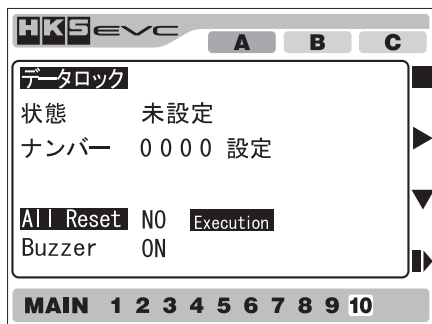 HKS EVC
A B C
データロック
状態 未設定
ナンバー 0000 設定
All Reset NO Execution
Buzzer ON
MAIN 1 2 3 4 5 6 7 8 9 10